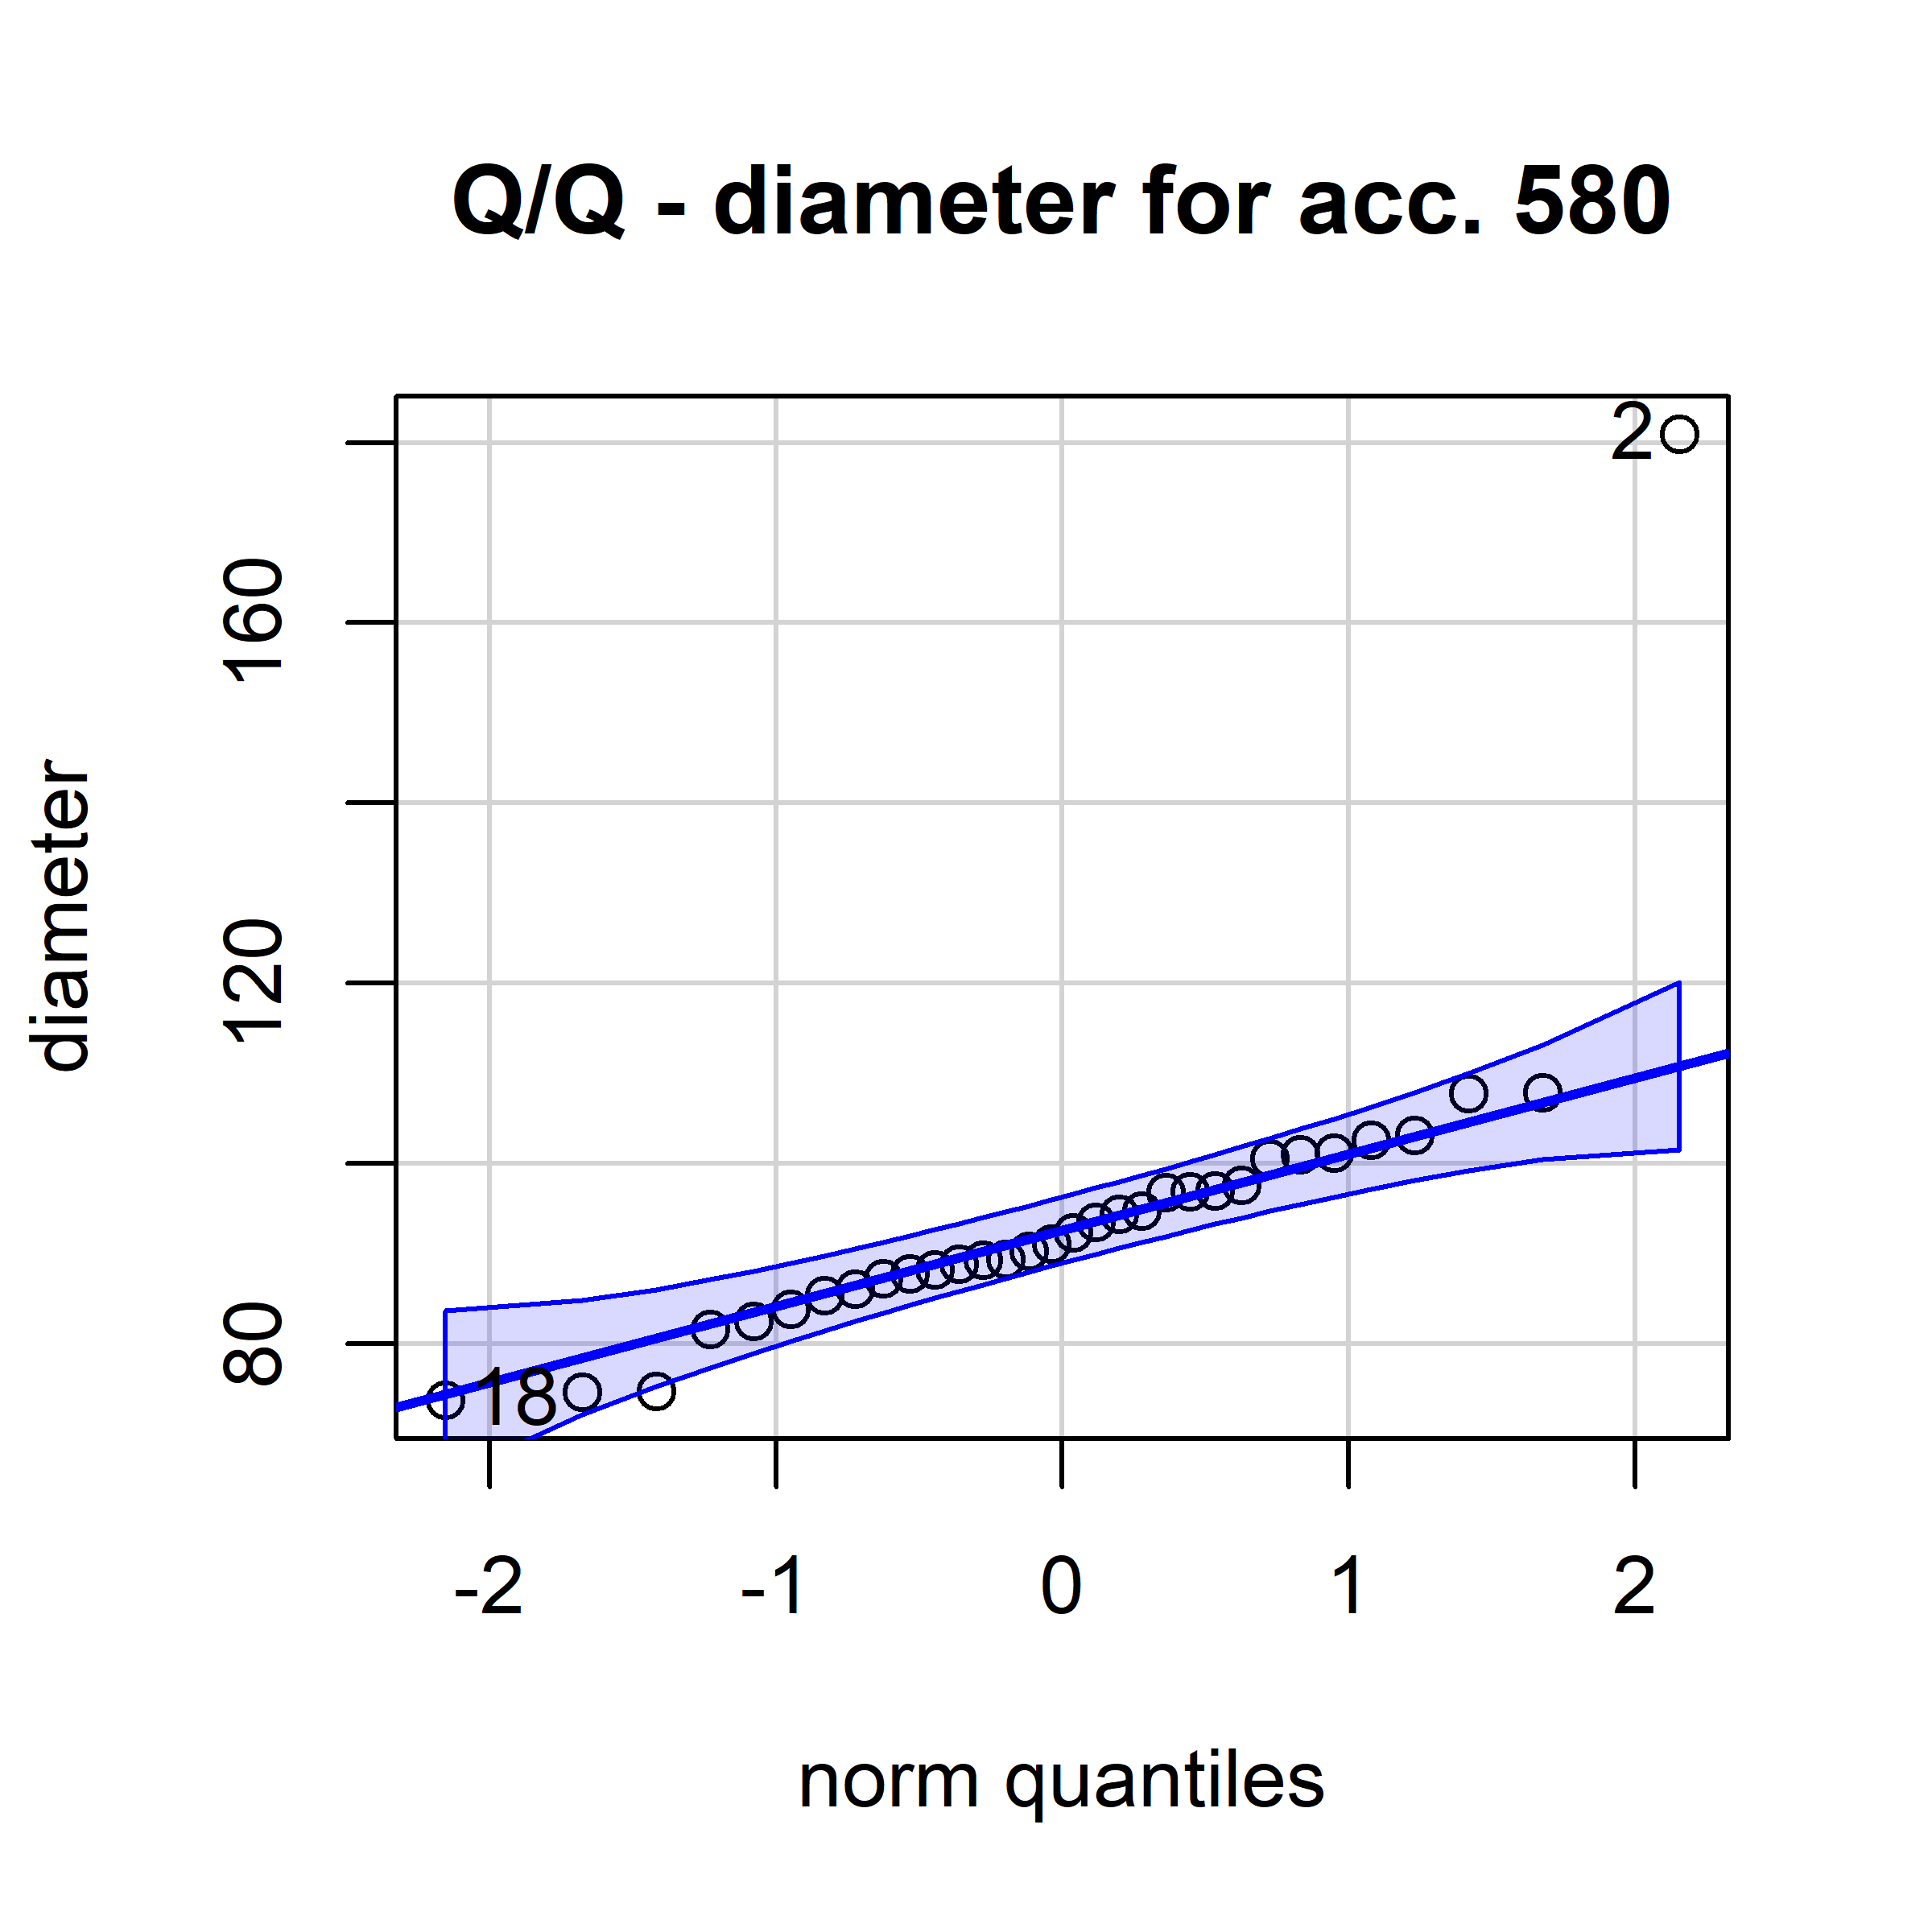 Q/Q - diameter for acc. 580
2
160
120
80
diameter
18
-2 -1 0 1 2
norm quantiles